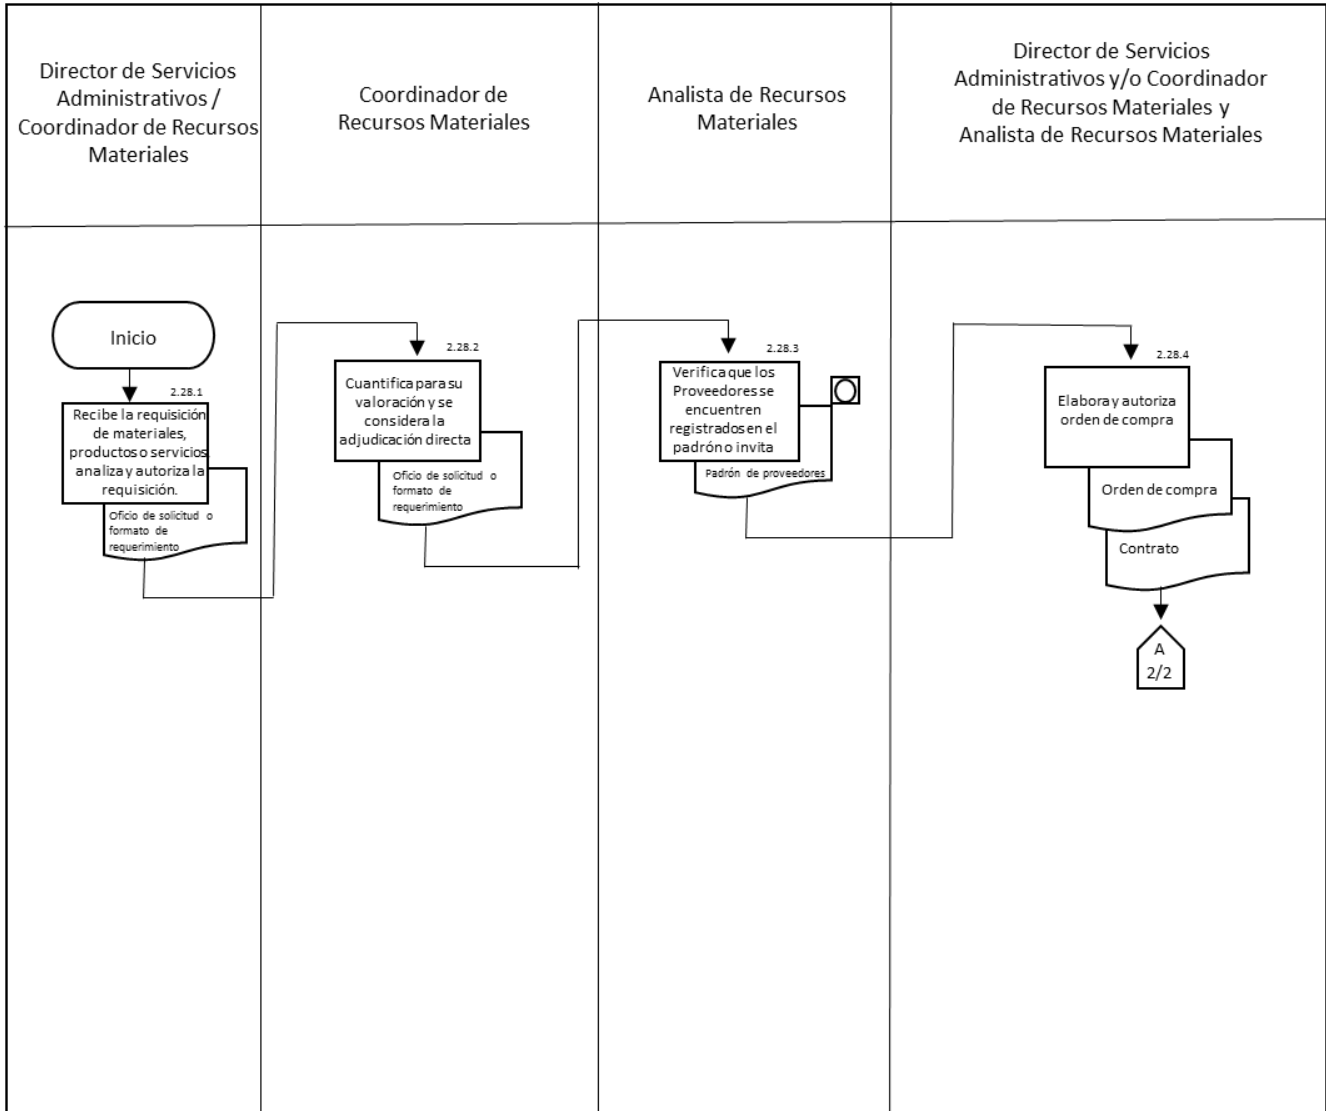 Director de Servicios
Administrativos /
Coordinador de Recursos
Materiales
Coordinador de
Recursos Materiales
Analista de Recursos
Materiales
Director de Servicios
Administrativos y/o Coordinador
de Recursos Materiales y
Analista de Recursos Materiales
Inicio
2.28.1
Recibe la requisición
de materiales,
productos o servicios
analiza y autoriza la
requisición.
Oficio de solicitud o
formato de
requerimiento
2.28.2
Cuantifica para su
valoración y se
considera la
adjudicación directa
Oficio de solicitud o
formato de
requerimiento
2.28.3
Verifica que los
Proveedores se
encuentren
registrados en el
padrón o invita
Padrón de proveedores
2.28.4
Elabora y autoriza
orden de compra
Orden de compra
Contrato
A
2/2